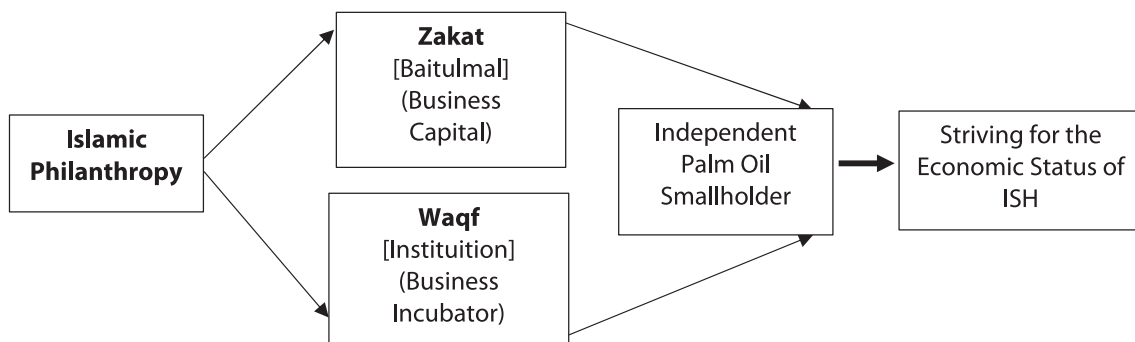 Islamic
Philanthropy
Zakat
[Baitulmal]
(Business
Capital)
Waqf
[Instituition]
(Business
Incubator)
Independent
Palm Oil
Smallholder
Striving for the
Economic Status of
ISH